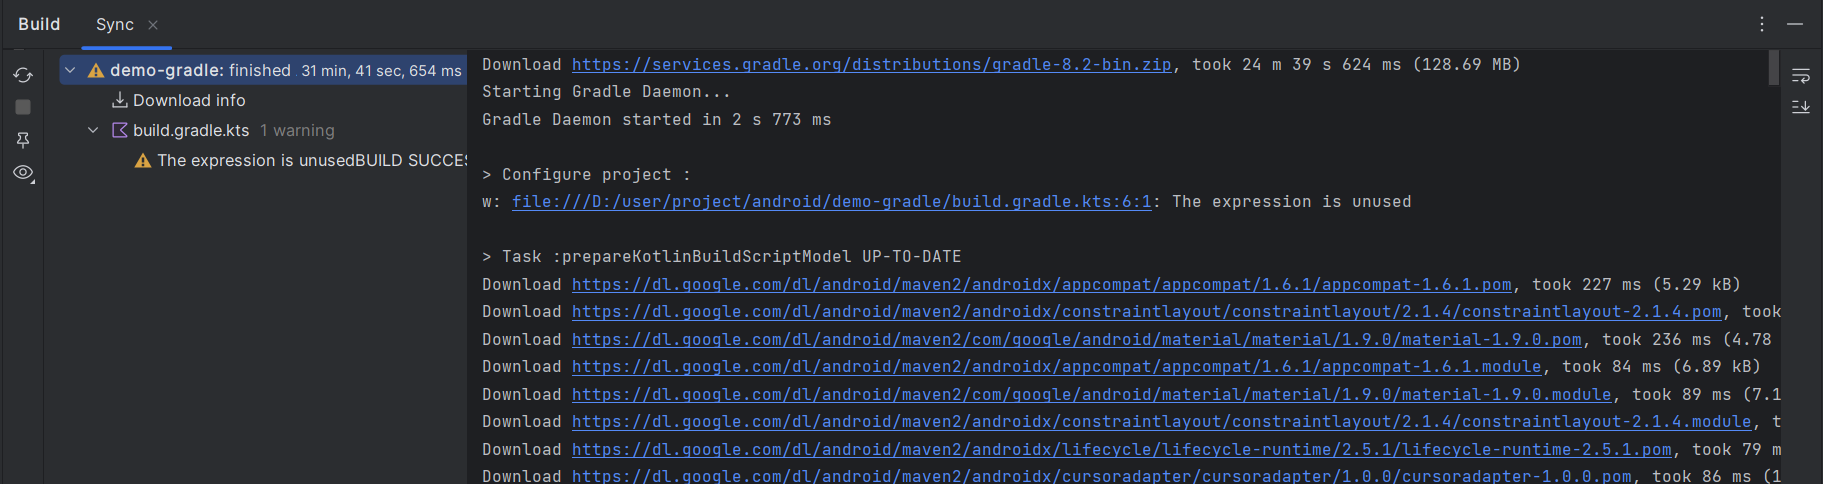 Build Sync
demo-gradle: finished 31 min, 41 sec, 654 ms
Download info
build.gradle.kts 1 warning
The expression is unusedBUILD SUCCES
Download https://services.gradle.org/distributions/gradle-8.2-bin.zip, took 24 m 39 s 624 ms (128.69 MB)
Starting Gradle Daemon...
Gradle Daemon started in 2 s 773 ms
> Configure project :
w: file:///D:/user/project/android/demo-gradle/build.gradle.kts:6:1: The expression is unused
> Task :prepareKotlinBuildScriptModel UP-TO-DATE
Download https://dl.google.com/dl/android/maven2/androidx/appcompat/appcompat/1.6.1/appcompat-1.6.1.pom, took 227 ms (5.29 kB)
Download https://dl.google.com/dl/android/maven2/androidx/constraintlayout/constraintlayout/2.1.4/constraintlayout-2.1.4.pom, took
Download https://dl.google.com/dl/android/maven2/com/google/android/material/material/1.9.0/material-1.9.0.pom, took 236 ms (4.78
Download https://dl.google.com/dl/android/maven2/androidx/appcompat/appcompat/1.6.1/appcompat-1.6.1.module, took 84 ms (6.89 kB)
Download https://dl.google.com/dl/android/maven2/com/google/android/material/material/1.9.0/material-1.9.0.module, took 89 ms (7.1
Download https://dl.google.com/dl/android/maven2/androidx/constraintlayout/constraintlayout/2.1.4/constraintlayout-2.1.4.module, t
Download https://dl.google.com/dl/android/maven2/androidx/lifecycle/lifecycle-runtime/2.5.1/lifecycle-runtime-2.5.1.pom, took 79 m
Download https://dl.google.com/dl/android/maven2/androidx/cursoradapter/cursoradapter/1.0.0/cursoradapter-1.0.0.pom, took 86 ms (1